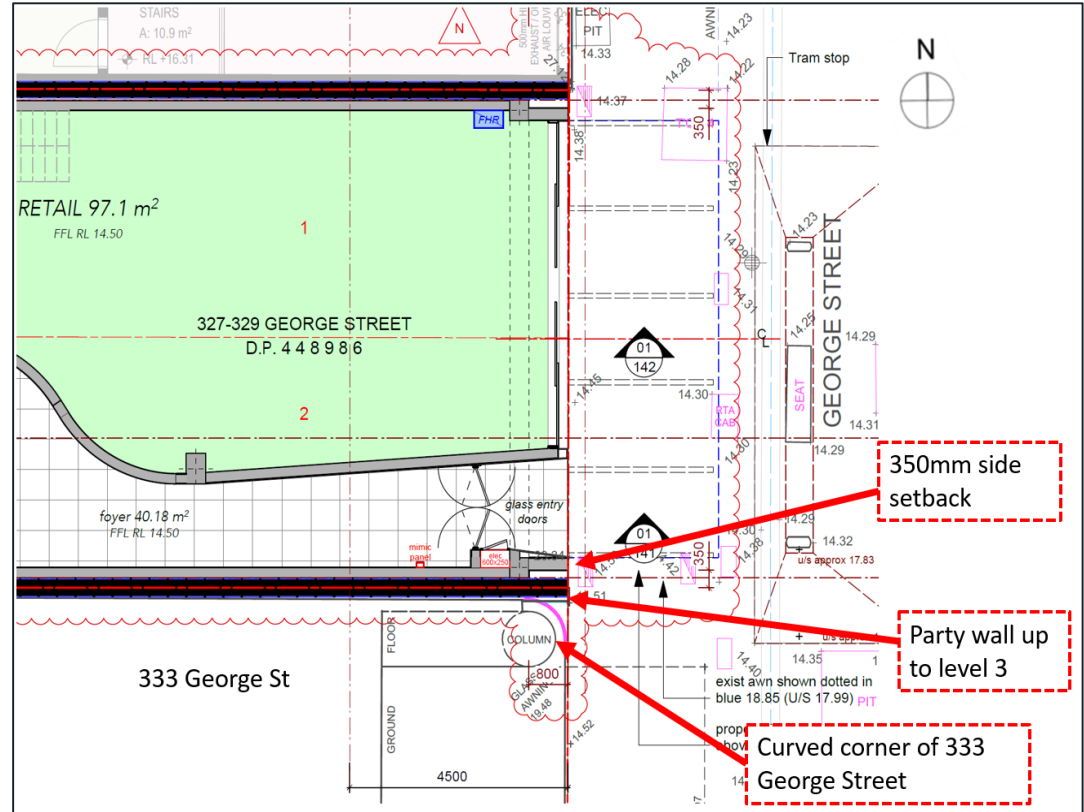 STAIRS
A: 10.9 m²
RL +16.31
N
ELEC
PIT
14.33
14.23
14.28
14.22
Tram stop
N
14.37
350
FHR
14.38
14.23
RETAIL 97.1 m²
FFL RL 14.50
1
14.23
14.29
14.31
GEORGE STREET
327-329 GEORGE STREET
D.P. 4 4 8 9 8 6
14.25
14.29
01
142
14.45
14.30
SEAT
RTA
CAB
14.31
2
14.30
14.29
350mm side
setback
foyer 40.18 m²
FFL RL 14.50
glass entry
doors
14.29
14.30
14.32
mimic
panel
elec
600x250
01
141
350
14.38
u/s approx 17.83
14.51
Party wall up
to level 3
FLOOR
COLUMN
14.40
14.35
333 George St
800
exist awn shown dotted in
blue 18.85 (U/S 17.99)
PIT
19.48
GROUND
14.52
Curved corner of 333
George Street
4500